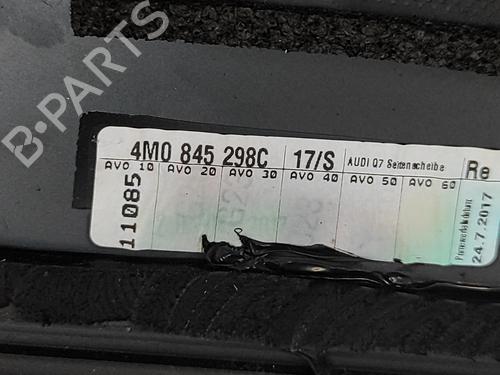 B-PARTS
4M0 845 298C 17/S AUDI Q7 Seitenscheibe Re
AVO 10 AVO 20 AVO 30 AVO 40 AVO 50 AVO 60
11085
24.7.2017